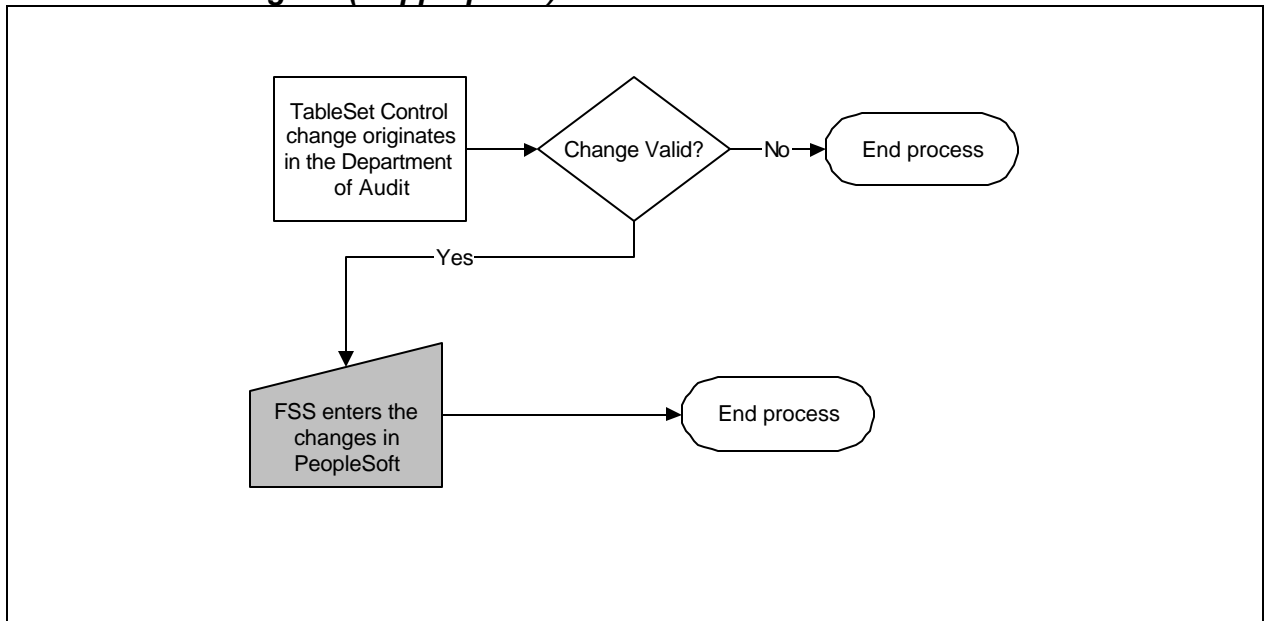 TableSet Control
change originates
in the Department
of Audit
Change Valid?
No
End process
Yes
FSS enters the
changes in
PeopleSoft
End process